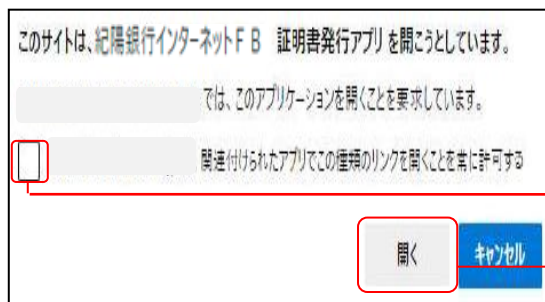 このサイトは、紀陽銀行インターネットＦＢ 証明書発行アプリ を開こうとしています。
では、このアプリケーションを開くことを要求しています。
関連付けられたアプリでこの種類のリンクを開くことを常に許可する
開く
キャンセル